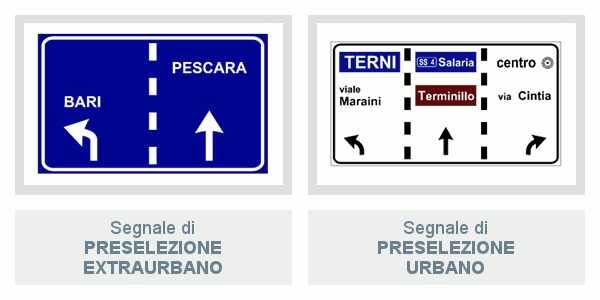 PESCARA
BARI
TERNI
SS 4 Salaria
centro
viale
Maraini
Terminillo
via Cintia
Segnale di
PRESELEZIONE
EXTRAURBANO
Segnale di
PRESELEZIONE
URBANO